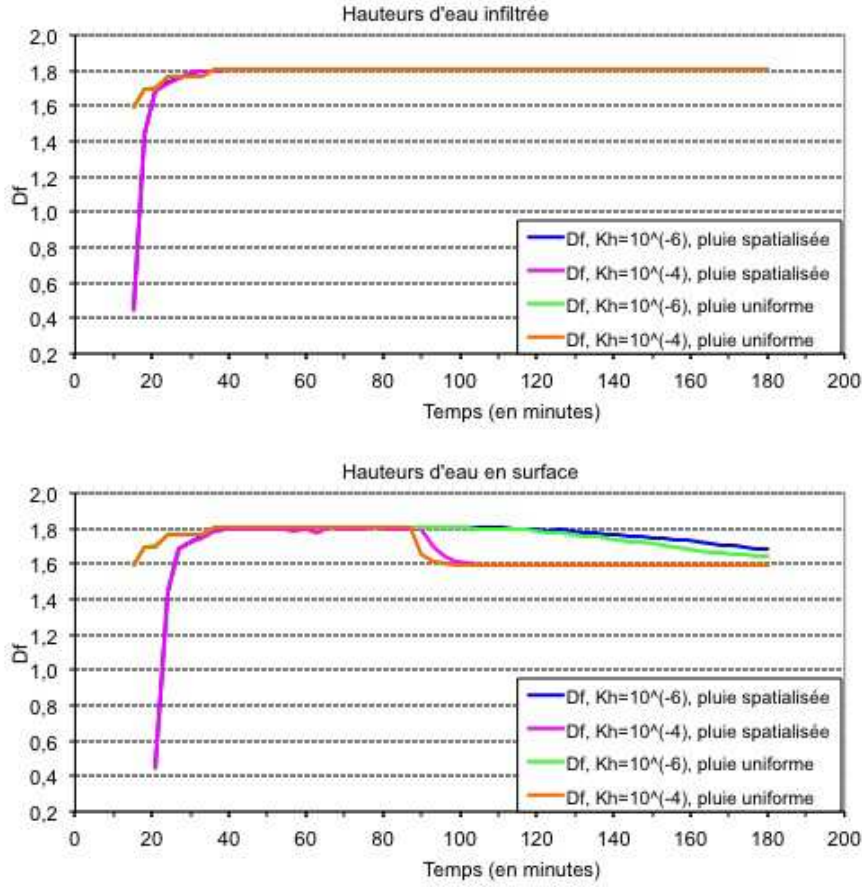 Hauteurs d'eau infiltrée
2,0
1,8
1,6
1,4
1,2
1,0
0,8
0,6
0,4
0,2
Df
Df, Kh=10^(-6), pluie spatialisée
Df, Kh=10^(-4), pluie spatialisée
Df, Kh=10^(-6), pluie uniforme
Df, Kh=10^(-4), pluie uniforme
0 20 40 60 80 100 120 140 160 180 200
Temps (en minutes)
Hauteurs d'eau en surface
2,0
1,8
1,6
1,4
1,2
1,0
0,8
0,6
0,4
0,2
Df
Df, Kh=10^(-6), pluie spatialisée
Df, Kh=10^(-4), pluie spatialisée
Df, Kh=10^(-6), pluie uniforme
Df, Kh=10^(-4), pluie uniforme
0 20 40 60 80 100 120 140 160 180 200
Temps (en minutes)